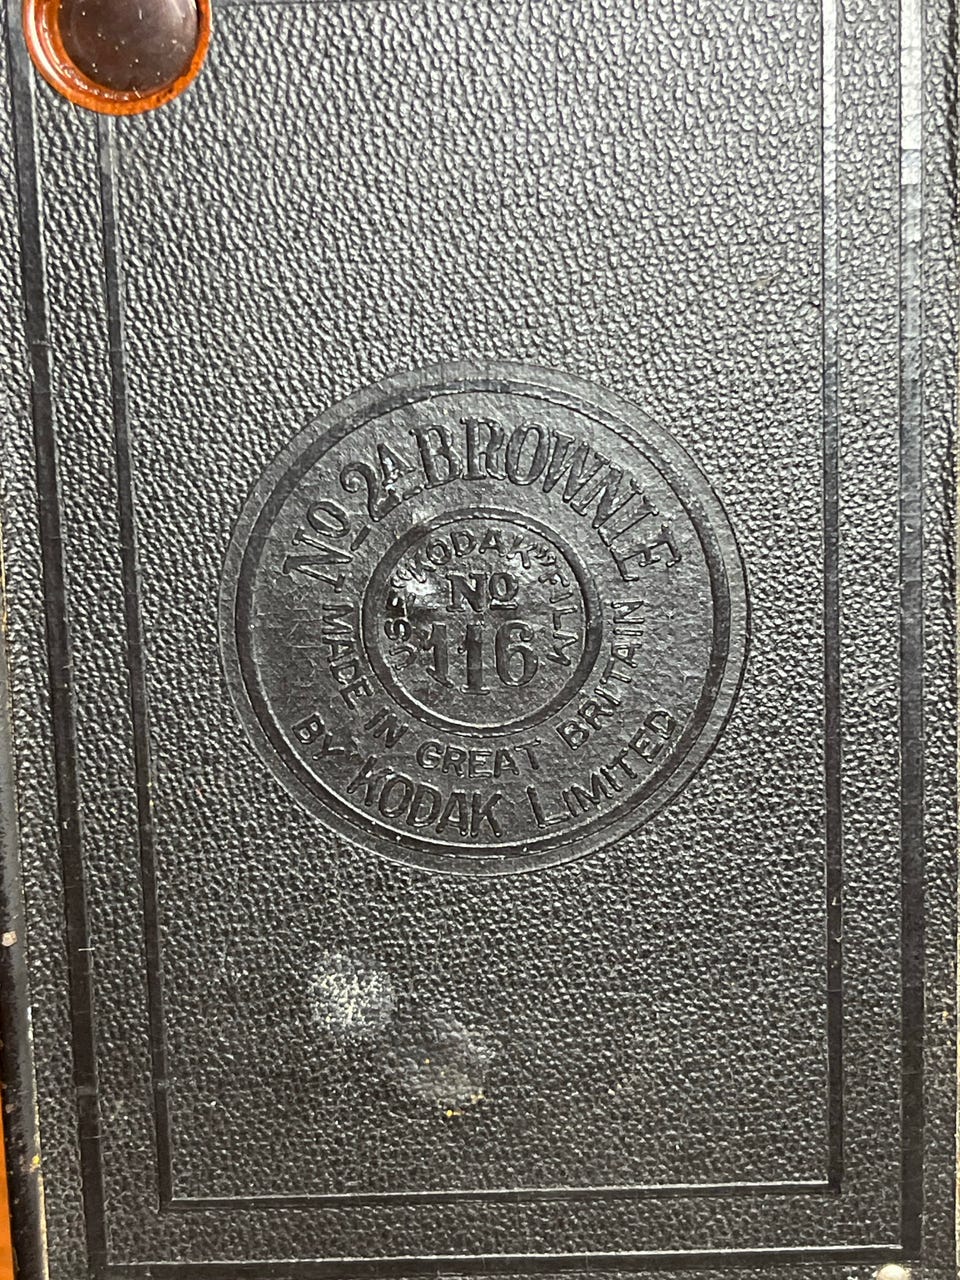 No 2A BROWNIE
USE "KODAK" FILM
No
116
MADE IN GREAT BRITAIN
BY KODAK LIMITED